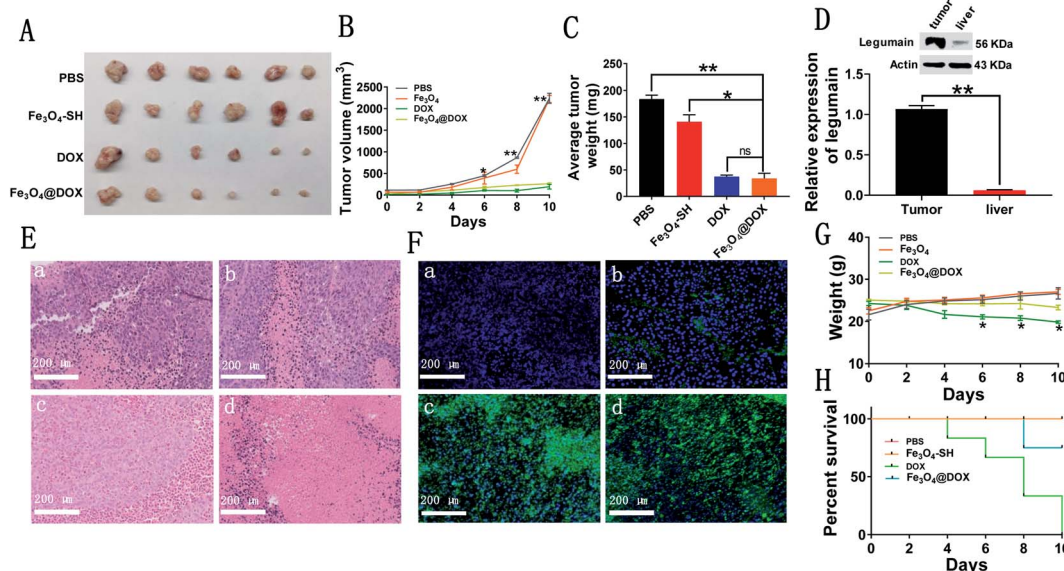 A
PBS
Fe3O4-SH
DOX
Fe3O4@DOX
B
Tumor volume (mm3)
2500
2000
1500
1000
500
0
0 2 4 6 8 10
Days
PBS
Fe3O4
DOX
Fe3O4@DOX
*
**
**
C
Average tumor
weight (mg)
250
200
150
100
50
0
**
*
ns
PBS
Fe3O4-SH
DOX
Fe3O4@DOX
D
tumor
liver
Legumain
56 KDa
Actin
43 KDa
Relative expression
of legumain
1.5
1.0
0.5
0.0
**
Tumor
liver
E
a
200 μm
b
200 μm
c
200 μm
d
200 μm
F
a
200 μm
b
200 μm
c
200 μm
d
200 μm
G
PBS
Fe3O4
DOX
Fe3O4@DOX
Weight (g)
40
30
20
10
* * *
0 2 4 6 8 10
Days
H
Percent survival
100
50
0
PBS
Fe3O4-SH
DOX
Fe3O4@DOX
0 2 4 6 8 10
Days